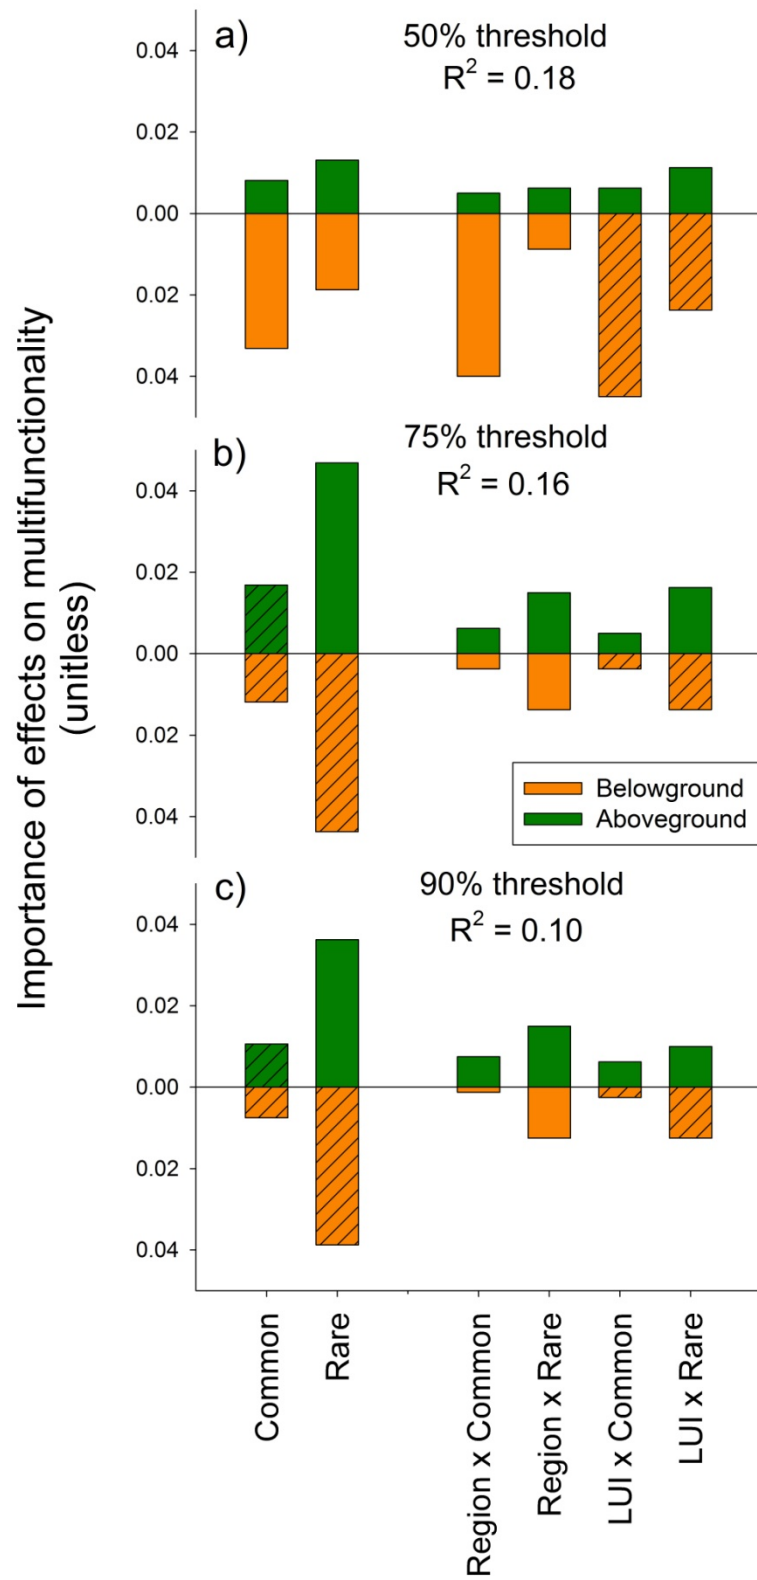 Importance of effects on multifunctionality
(unitless)
a)
50% threshold
R² = 0.18
0.04
0.02
0.00
0.02
0.04
b)
75% threshold
R² = 0.16
0.04
0.02
0.00
0.02
0.04
Belowground
Aboveground
c)
90% threshold
R² = 0.10
0.04
0.02
0.00
0.02
0.04
Common
Rare
Region x Common
Region x Rare
LUI x Common
LUI x Rare